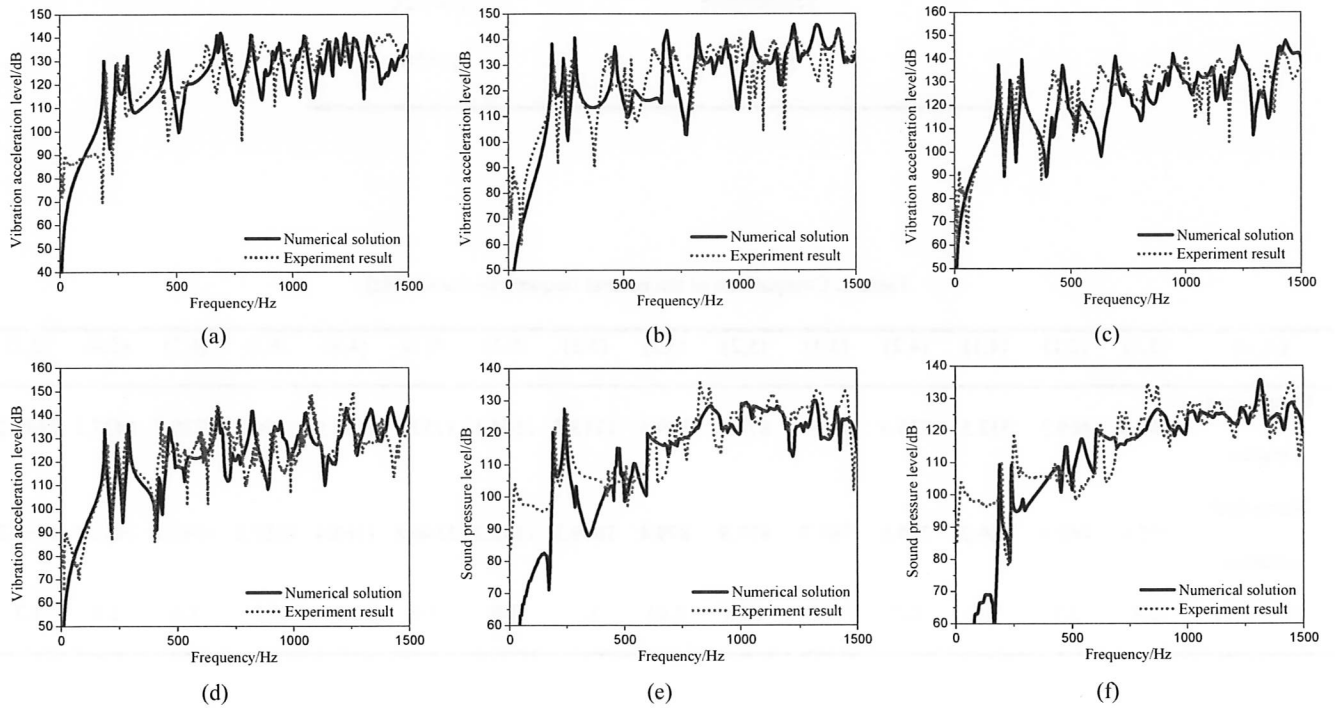 Vibration acceleration level/dB
150
140
130
120
110
100
90
80
70
60
50
40
Numerical solution
Experiment result
0
500
1000
1500
Frequency/Hz
(a)
Vibration acceleration level/dB
150
140
130
120
110
100
90
80
70
60
50
Numerical solution
Experiment result
0
500
1000
1500
Frequency/Hz
(b)
Vibration acceleration level/dB
160
150
140
130
120
110
100
90
80
70
60
50
Numerical solution
Experiment result
0
500
1000
1500
Frequency/Hz
(c)
Vibration acceleration level/dB
160
150
140
130
120
110
100
90
80
70
60
50
Numerical solution
Experiment result
0
500
1000
1500
Frequency/Hz
(d)
Sound pressure level/dB
140
130
120
110
100
90
80
70
60
Numerical solution
Experiment result
0
500
1000
1500
Frequency/Hz
(e)
Sound pressure level/dB
140
130
120
110
100
90
80
70
60
Numerical solution
Experiment result
0
500
1000
1500
Frequency/Hz
(f)